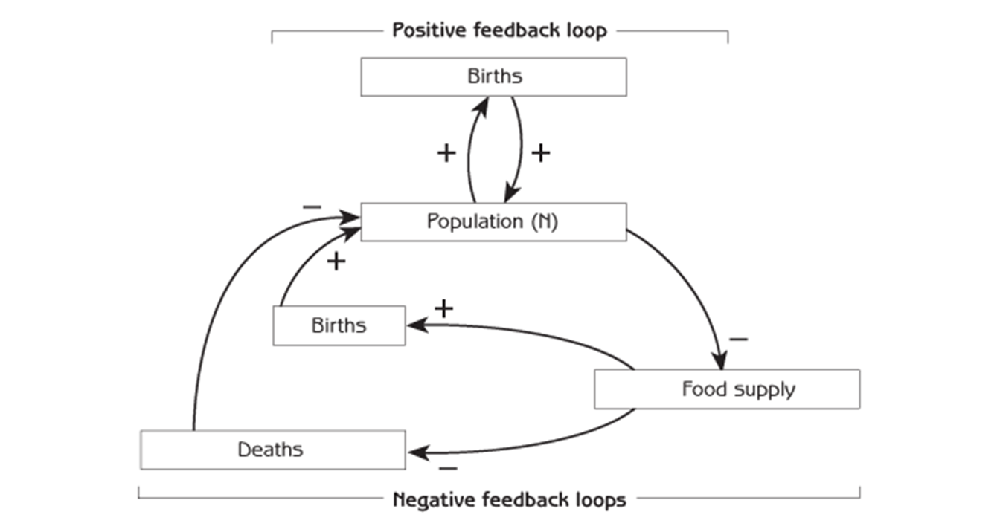 Positive feedback loop
Births
+ +
Population (N)
−
+
Births
+
−
Food supply
Deaths
−
Negative feedback loops